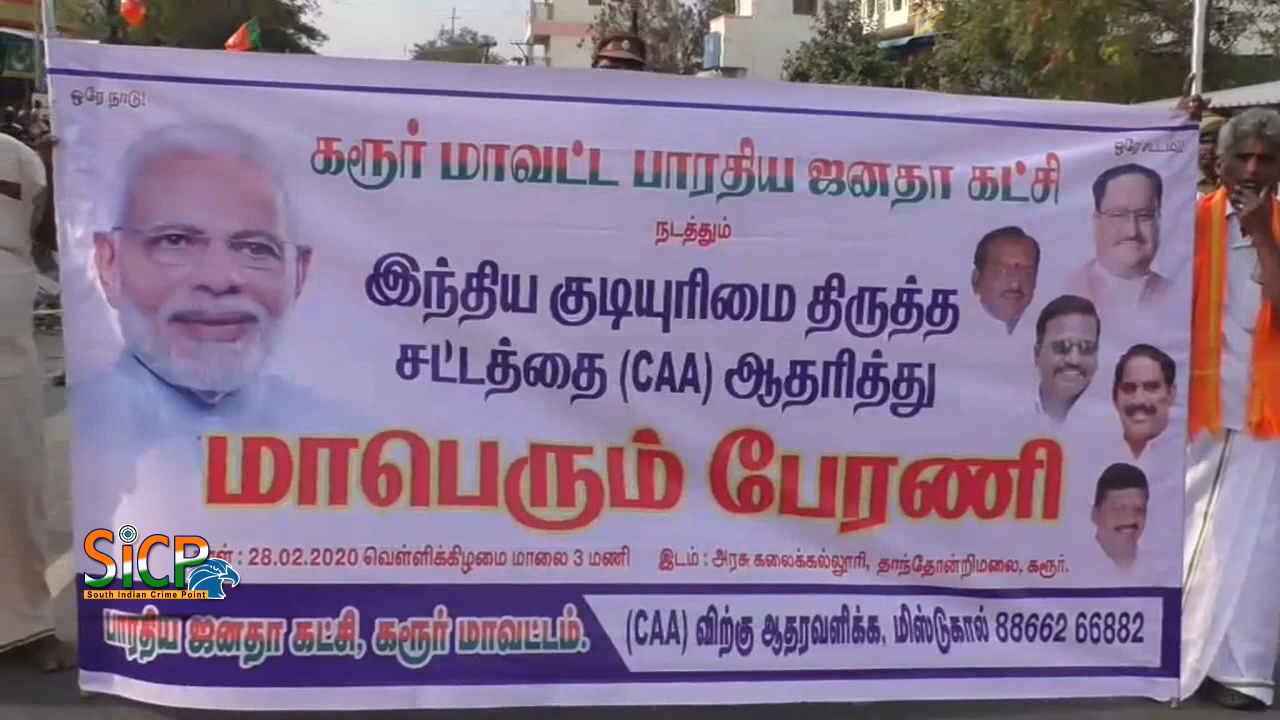 ஒரே நாடு!
ஒரே சட்டம்!
கரூர் மாவட்ட பாரதிய ஜனதா கட்சி
நடத்தும்
இந்திய குடியுரிமை திருத்த
சட்டத்தை (CAA) ஆதரித்து
மாபெரும் பேரணி
: 28.02.2020 வெள்ளிக்கிழமை மாலை 3 மணி இடம் : அரசு கலைக்கல்லூரி, தாந்தோன்றிமலை, கரூர்.
SiCP
South Indian Crime Point
பாரதிய ஜனதா கட்சி, கரூர் மாவட்டம்.
(CAA) விற்கு ஆதரவளிக்க, மிஸ்டுகால் 88662 66882